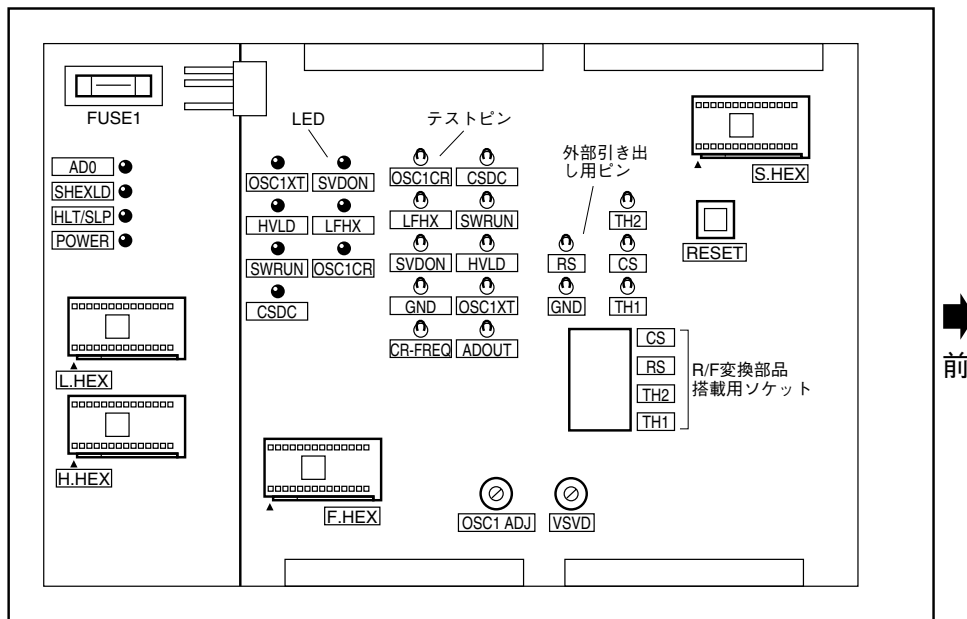 FUSE1
AD0
SHEXLD
HLT/SLP
POWER
L.HEX
H.HEX
LED
OSC1XT SVDON
HVLD LFHX
SWRUN OSC1CR
CSDC
テストピン
OSC1CR CSDC
LFHX SWRUN
SVDON HVLD
GND OSC1XT
CR-FREQ ADOUT
外部引き出
し用ピン
TH2
RS CS
GND TH1
S.HEX
RESET
CS
RS
TH2
TH1
R/F変換部品
搭載用ソケット
F.HEX
OSC1 ADJ VSVD
前